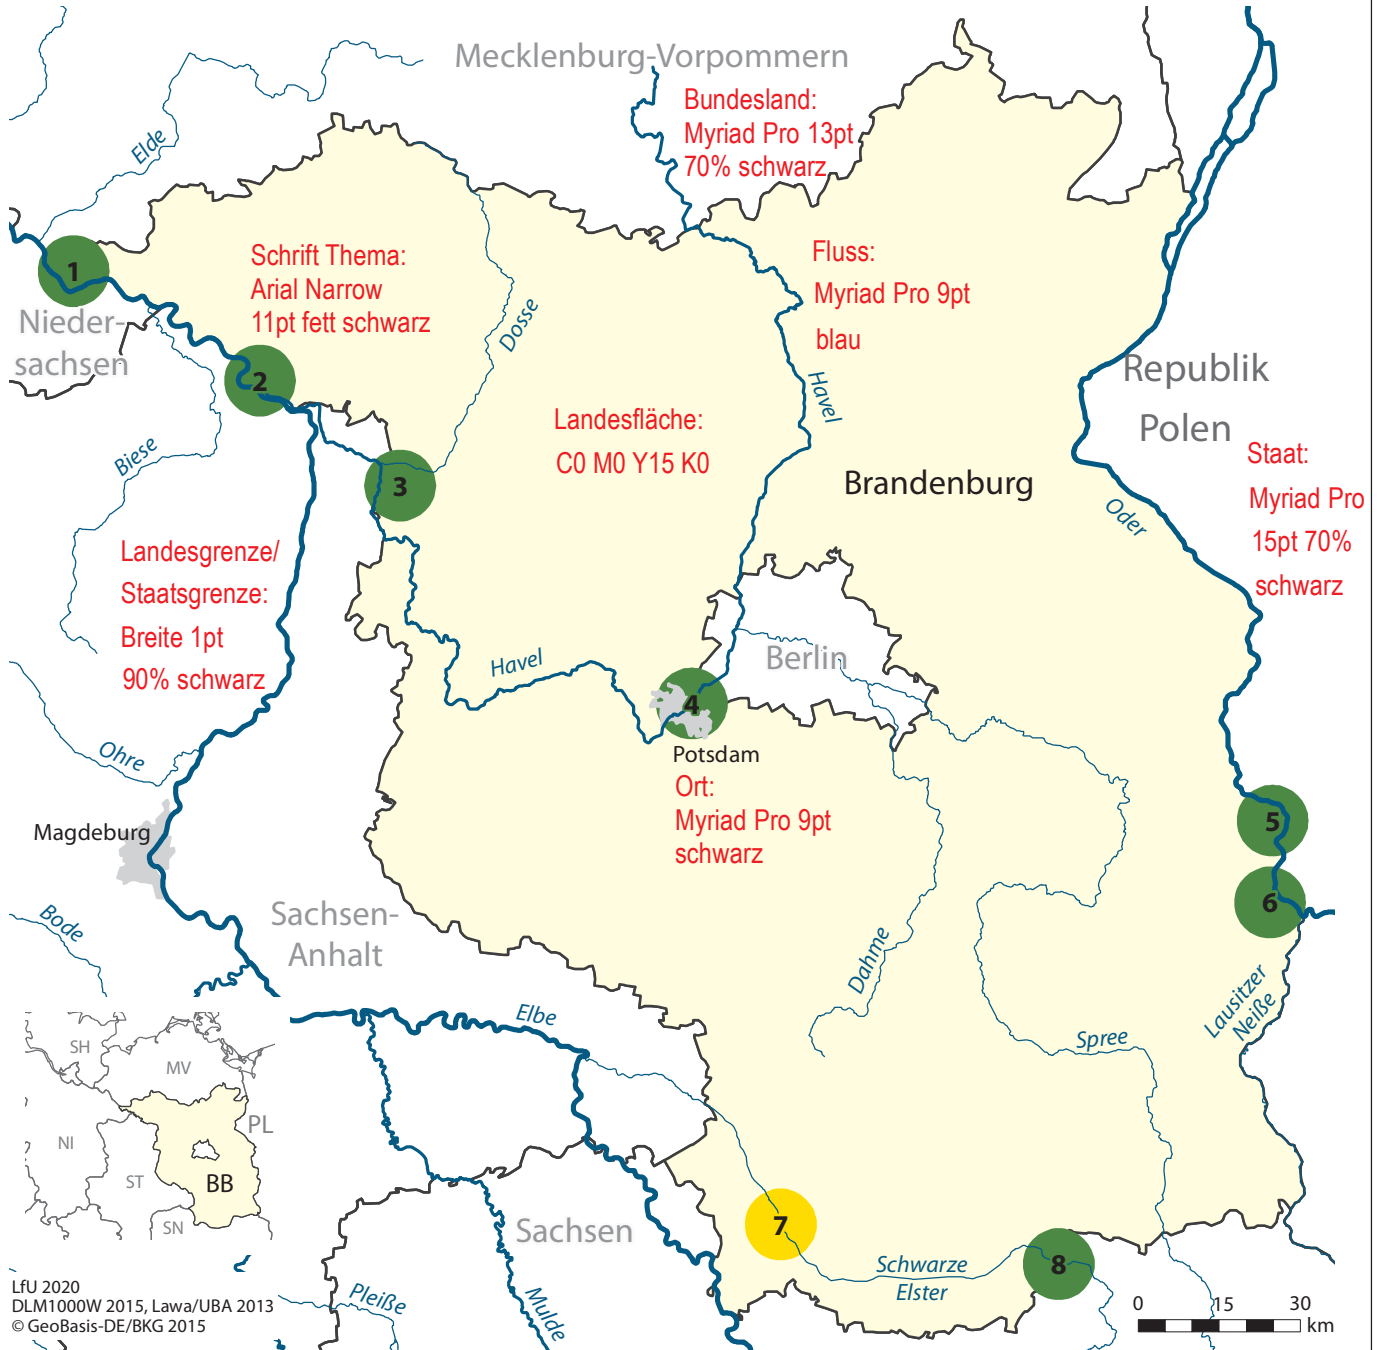 Mecklenburg-Vorpommern
Bundesland:
Myriad Pro 13pt
70% schwarz
Elde
1
Nieder-
sachsen
Schrift Thema:
Arial Narrow
11pt fett schwarz
Dosse
2
Fluss:
Myriad Pro 9pt
blau
Havel
Republik
Polen
Landesfläche:
C0 M0 Y15 K0
Biese
3
Brandenburg
Staat:
Myriad Pro
15pt 70%
schwarz
Oder
Landesgrenze/
Staatsgrenze:
Breite 1pt
90% schwarz
Havel
Berlin
4
Potsdam
Ort:
Myriad Pro 9pt
schwarz
Ohre
Magdeburg
5
6
Bode
Sachsen-
Anhalt
Dahme
Lausitzer
Neiße
Elbe
Spree
SH
MV
PL
NI
ST
BB
SN
Sachsen
7
Schwarze
Elster
8
Pleiße
Mulde
LfU 2020
DLM1000W 2015, Lawa/UBA 2013
© GeoBasis-DE/BKG 2015
0 15 30
km